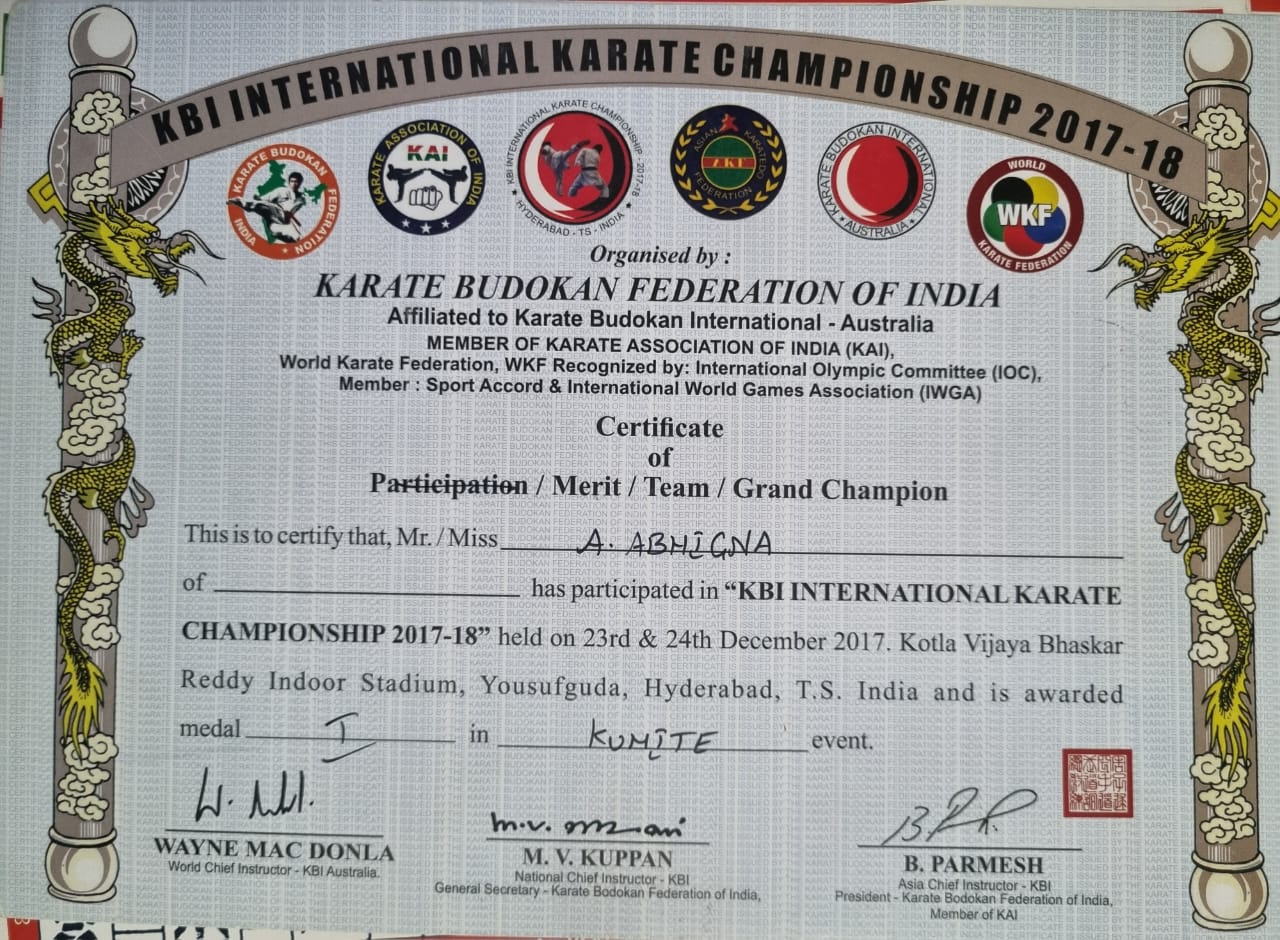 KBI INTERNATIONAL KARATE CHAMPIONSHIP 2017-18
KARATE BUDOKAN FEDERATION INDIA
KARATE ASSOCIATION OF INDIA
KAI
KBI INTERNATIONAL KARATE CHAMPIONSHIP - 2017-18
HYDERABAD - TS - INDIA
ASIAN KARATEDO FEDERATION
AKF
KARATE BUDOKAN INTERNATIONAL
AUSTRALIA
WORLD
WKF
KARATE FEDERATION
Organised by :
KARATE BUDOKAN FEDERATION OF INDIA
Affiliated to Karate Budokan International - Australia
MEMBER OF KARATE ASSOCIATION OF INDIA (KAI),
World Karate Federation, WKF Recognized by: International Olympic Committee (IOC),
Member : Sport Accord & International World Games Association (IWGA)
Certificate
of
Participation / Merit / Team / Grand Champion
This is to certify that, Mr. / Miss A. ABHIGNA
of has participated in “KBI INTERNATIONAL KARATE
CHAMPIONSHIP 2017-18” held on 23rd & 24th December 2017. Kotla Vijaya Bhaskar
Reddy Indoor Stadium, Yousufguda, Hyderabad, T.S. India and is awarded
medal I in KUMITE event.
WAYNE MAC DONLA
World Chief Instructor - KBI Australia.
M. V. KUPPAN
National Chief Instructor - KBI
General Secretary - Karate Bodokan Federation of India,
B. PARMESH
Asia Chief Instructor - KBI
President - Karate Bodokan Federation of India,
Member of KAI